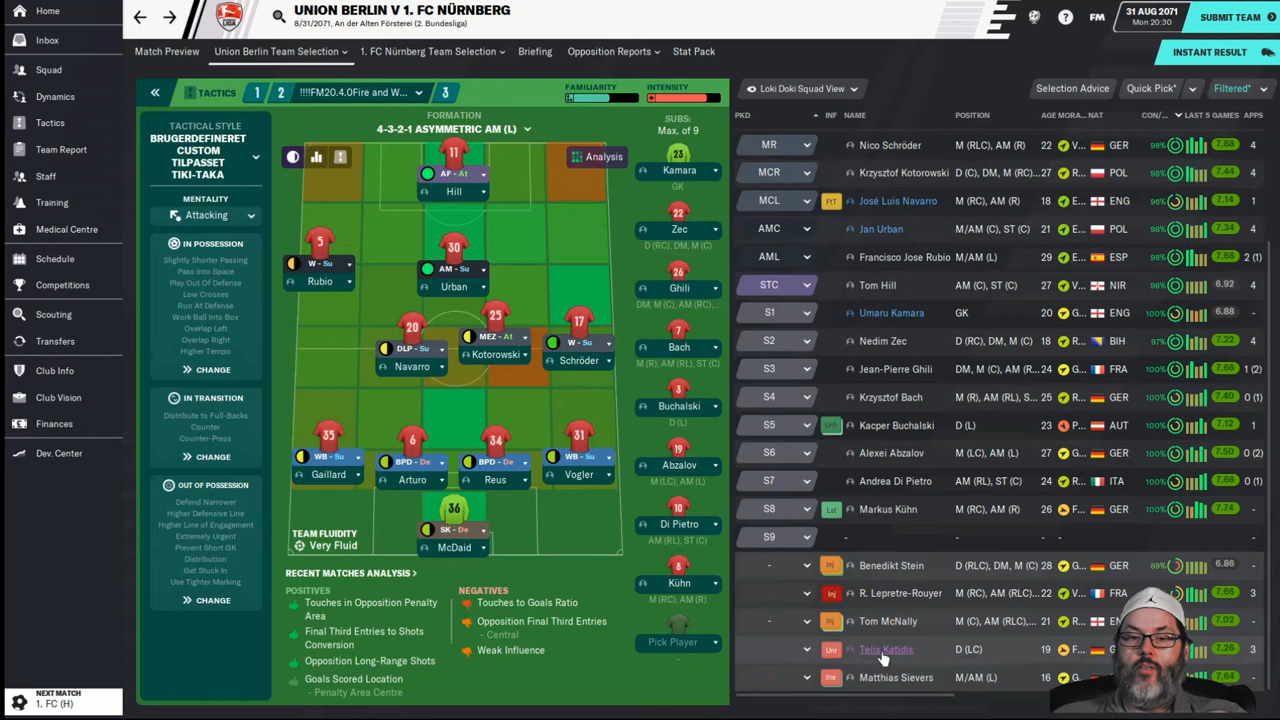 Home
Inbox
Squad
Dynamics
Tactics
Team Report
Staff
Training
Medical Centre
Schedule
Competitions
Scouting
Transfers
Club Info
Club Vision
Finances
Dev. Center
NEXT MATCH
1. FC (H)
UNION BERLIN V 1. FC NÜRNBERG
8/31/2071, An der Alten Försterei (2. Bundesliga)
FM
31 AUG 2071
Mon 20:30
SUBMIT TEAM
INSTANT RESULT
Match Preview
Union Berlin Team Selection
1. FC Nürnberg Team Selection
Briefing
Opposition Reports
Stat Pack
TACTICS
1
2
!!!!FM20.4.0Fire and W...
3
FAMILIARITY
INTENSITY
TACTICAL STYLE
BRUGERDEFINERET
CUSTOM
TILPASSET
TIKI-TAKA
MENTALITY
Attacking
IN POSSESSION
Slightly Shorter Passing
Pass Into Space
Play Out Of Defense
Low Crosses
Run At Defense
Work Ball Into Box
Overlap Left
Overlap Right
Higher Tempo
CHANGE
IN TRANSITION
Distribute to Full-Backs
Counter
Counter-Press
CHANGE
OUT OF POSSESSION
Defend Narrower
Higher Defensive Line
Higher Line of Engagement
Extremely Urgent
Prevent Short GK
Distribution
Get Stuck In
Use Tighter Marking
CHANGE
FORMATION
4-3-2-1 ASYMMETRIC AM (L)
Analysis
11
AF - At
Hill
5
W - Su
Rubio
30
AM - Su
Urban
20
DLP - Su
Navarro
25
MEZ - At
Kotorowski
17
W - Su
Schröder
35
WB - Su
Gaillard
6
BPD - De
Arturo
34
BPD - De
Reus
31
WB - Su
Vogler
36
SK - De
McDaid
TEAM FLUIDITY
Very Fluid
RECENT MATCHES ANALYSIS
POSITIVES
Touches in Opposition Penalty
Area
Final Third Entries to Shots
Conversion
Opposition Long-Range Shots
Goals Scored Location
- Penalty Area Centre
NEGATIVES
Touches to Goals Ratio
Opposition Final Third Entries
- Central
Weak Influence
SUBS:
Max. of 9
23
Kamara
GK
22
Zec
D (RC), DM, M (C)
26
Ghili
DM, M (C), AM (RC),...
7
Bach
M (R), AM (RL), ST (C)
3
Buchalski
D (L)
19
Abzalov
M (LC), AM (L)
10
Di Pietro
AM (RL), ST (C)
8
Kühn
M (RC), AM (R)
Pick Player
-
Loki Doki Squad View
Selection Advice
Quick Pick*
Filtered*
PKD INF NAME POSITION AGE MORA... NAT CON/... LAST 5 GAMES APPS
MR Nico Schröder M (RLC), AM (R) 22 V... GER 98% 7.88 4
MCR Krzysztof Kotorowski D (C), DM, M (RC) 27 V... POL 98% 7.44 4
MCL FtT José Luis Navarro M (RC), AM (R) 18 V... ENG 96% 7.14 1
AMC Jan Urban M/AM (C), ST (C) 21 V... POL 98% 7.34 4
AML Francisco Jose Rubio M/AM (L) 29 V... ESP 98% 7.68 2 (1)
STC Tom Hill AM (C), ST (C) 27 V... NIR 98% 6.92 4
S1 Umaru Kamara GK 20 V... ENG 100% 6.88 -
S2 Nedim Zec D (RC), DM, M (C) 18 V... BIH 97% 7.22 4
S3 Jean-Pierre Ghili DM, M (C), AM (R... 24 V... FRA 100% 7.66 1 (2)
S4 Krzysztof Bach M (R), AM (RL), S... 25 G... GER 100% 7.40 0 (1)
S5 Unh Kacper Buchalski D (L) 23 P... AUT 100% 7.12 1
S6 Alexei Abzalov M (LC), AM (L) 27 G... GER 100% 7.50 0 (2)
S7 Andrea Di Pietro AM (RL), ST (C) 24 R... ITA 100% 7.66 0 (1)
S8 Lst Markus Kühn M (RC), AM (R) 26 G... GER 100% 7.74 -
S9 - - - - - - - -
- Inj Benedikt Stein D (RLC), DM, M (C) 28 G... GER 89% 6.86 -
Inj R. Lepretre-Rouyer M (RC), AM (RLC) V... FRA 7.66 3
- Inj Tom McNally M (C), AM (RLC), 21 R... EN 7.02 -
Unr Telis Katidis D (LC) 19 F... G 7.26 3
Ine Matthias Sievers M/AM (L) 16 V... 7.64 -